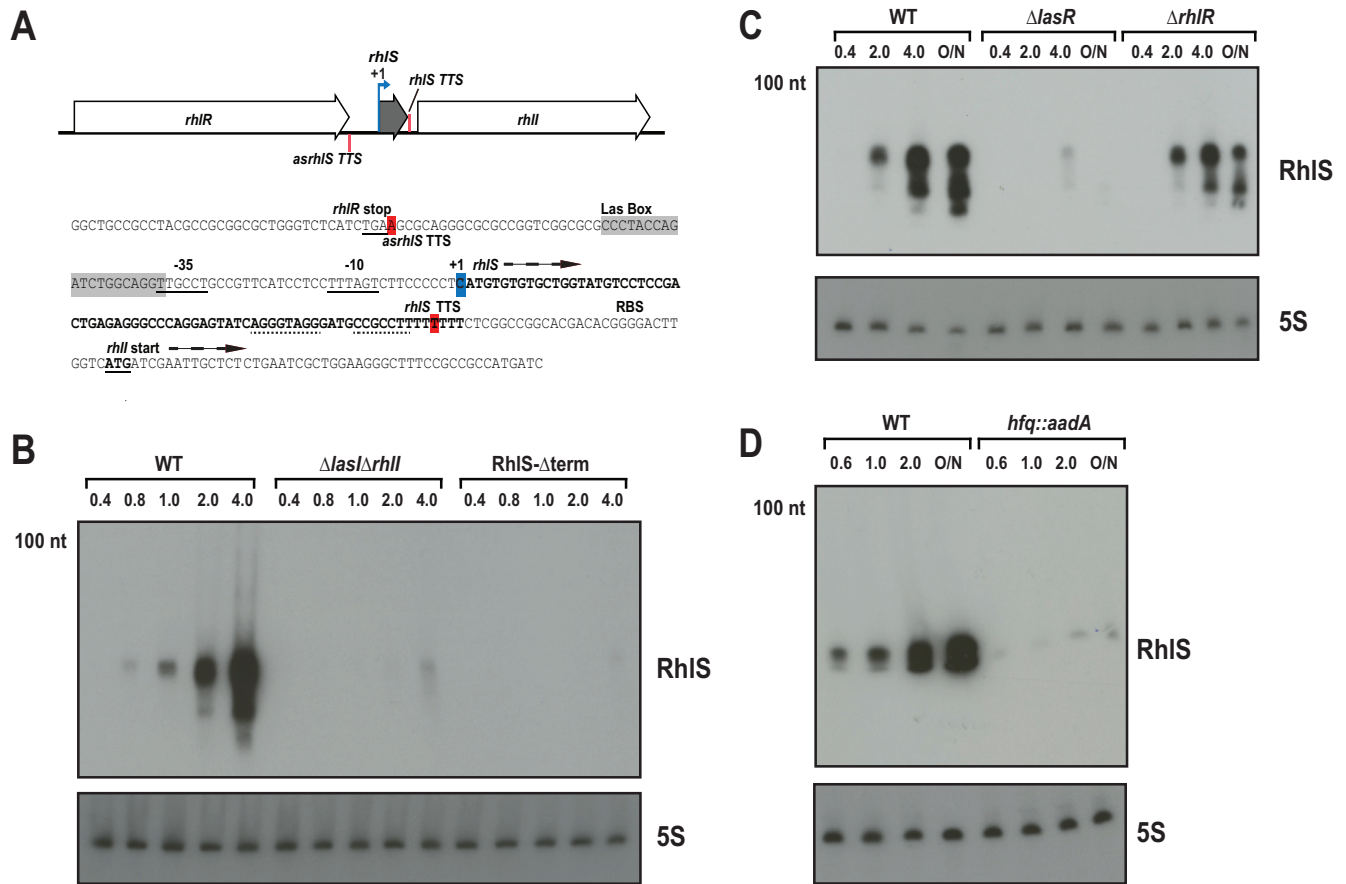 A
rhlS
+1
rhlS TTS
rhlR
rhlI
asrhlS TTS
rhlR stop
Las Box
GGCTGCCGCCTACGCCGCGGCGCTGGGTCTCATCTGAAGCGCAGGGCGCGCCGGTCGGCGCGCCCTACCAG
asrhlS TTS
-35
-10
+1
rhlS
ATCTGGCAGGTTGCCTGCCGTTCATCCTCCTTTAGTCTTCCCCCTCATGTGTGTGCTGGTATGTCCTCCGA
rhlS TTS
RBS
CTGAGAGGGCCCAGGAGTATCAGGGTAGGGATGCCGCCTTTTTTTTTCTCGGCCGGCACGACACGGGGACTT
rhlI start
GGTCATGATCGAATTGCTCTCTGAATCGCTGGAAGGGCTTTCCGCCGCCATGATC
B
WT
ΔlasIΔrhlI
RhlS-Δterm
0.4 0.8 1.0 2.0 4.0 0.4 0.8 1.0 2.0 4.0 0.4 0.8 1.0 2.0 4.0
100 nt
RhlS
5S
C
WT
ΔlasR
ΔrhlR
0.4 2.0 4.0 O/N 0.4 2.0 4.0 O/N 0.4 2.0 4.0 O/N
100 nt
RhlS
5S
D
WT
hfq::aadA
0.6 1.0 2.0 O/N 0.6 1.0 2.0 O/N
100 nt
RhlS
5S